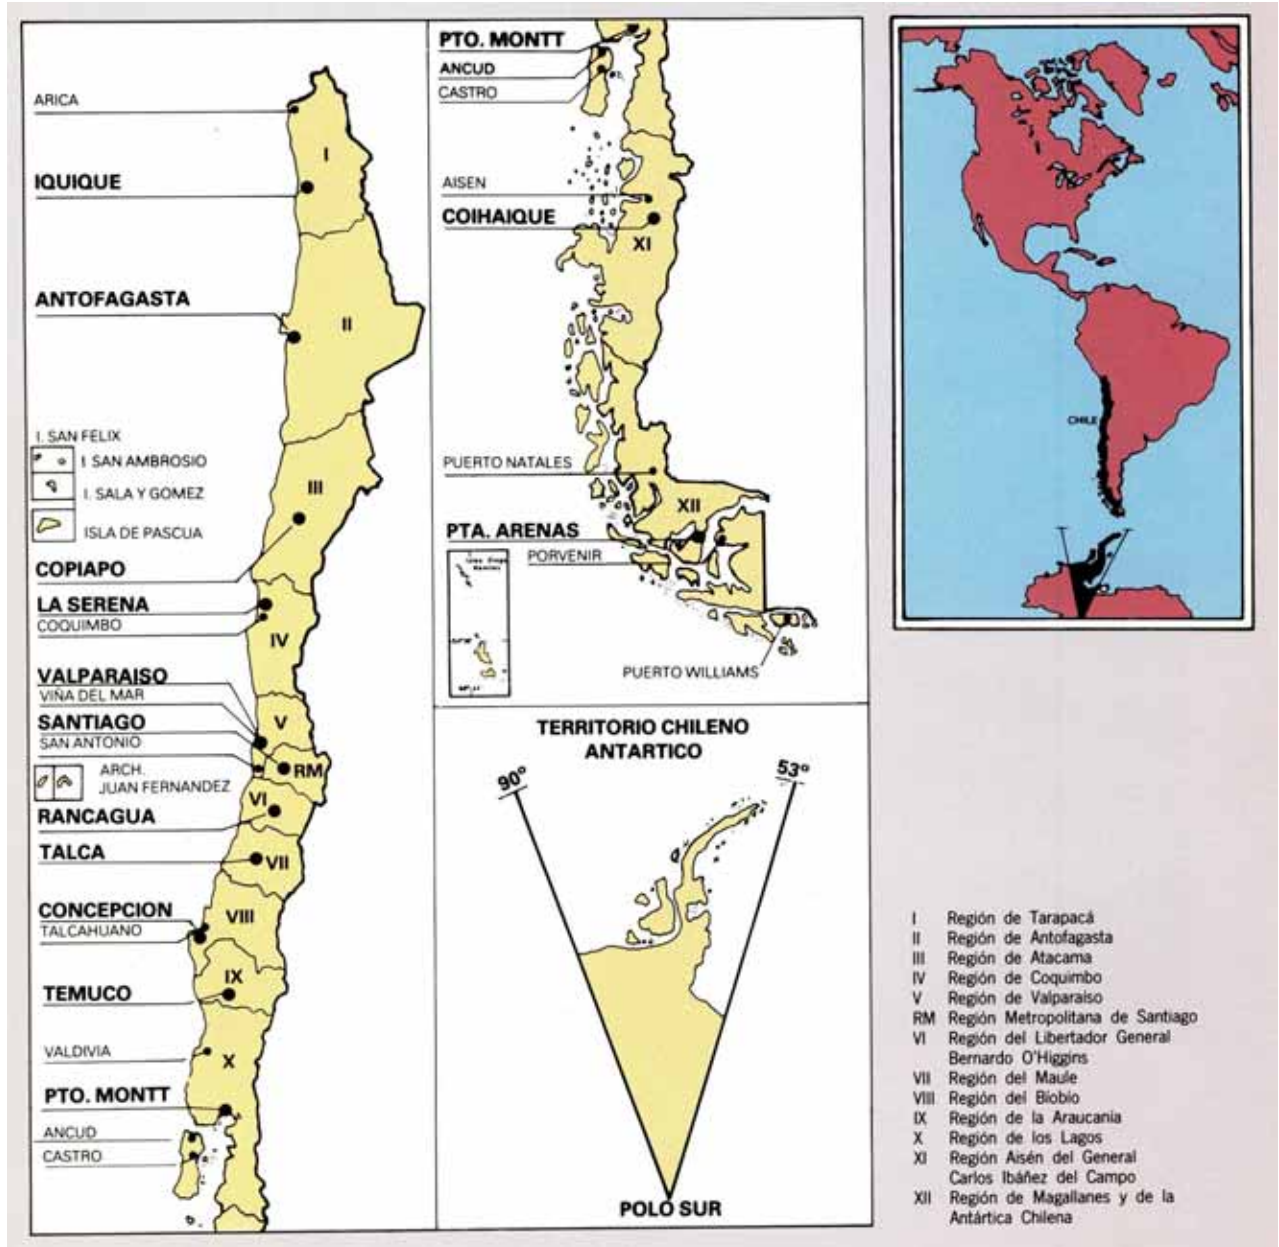 ARICA
I
IQUIQUE
ANTOFAGASTA
II
I. SAN FELIX
I. SAN AMBROSIO
I. SALA Y GOMEZ
ISLA DE PASCUA
III
COPIAPO
LA SERENA
COQUIMBO
IV
VALPARAISO
VIÑA DEL MAR
SANTIAGO
SAN ANTONIO
V
RM
ARCH.
JUAN FERNANDEZ
VI
RANCAGUA
TALCA
VII
CONCEPCION
TALCAHUANO
VIII
IX
TEMUCO
VALDIVIA
X
PTO. MONTT
ANCUD
CASTRO
PTO. MONTT
ANCUD
CASTRO
AISEN
COIHAIQUE
XI
PUERTO NATALES
XII
PTA. ARENAS
PORVENIR
Islas Diego
Ramírez
PUERTO WILLIAMS
TERRITORIO CHILENO
ANTARTICO
90º
53º
POLO SUR
CHILE
I Región de Tarapacá
II Región de Antofagasta
III Región de Atacama
IV Región de Coquimbo
V Región de Valparaíso
RM Región Metropolitana de Santiago
VI Región del Libertador General
Bernardo O'Higgins
VII Región del Maule
VIII Región del Biobio
IX Región de la Araucanía
X Región de los Lagos
XI Región Aisén del General
Carlos Ibáñez del Campo
XII Región de Magallanes y de la
Antártica Chilena